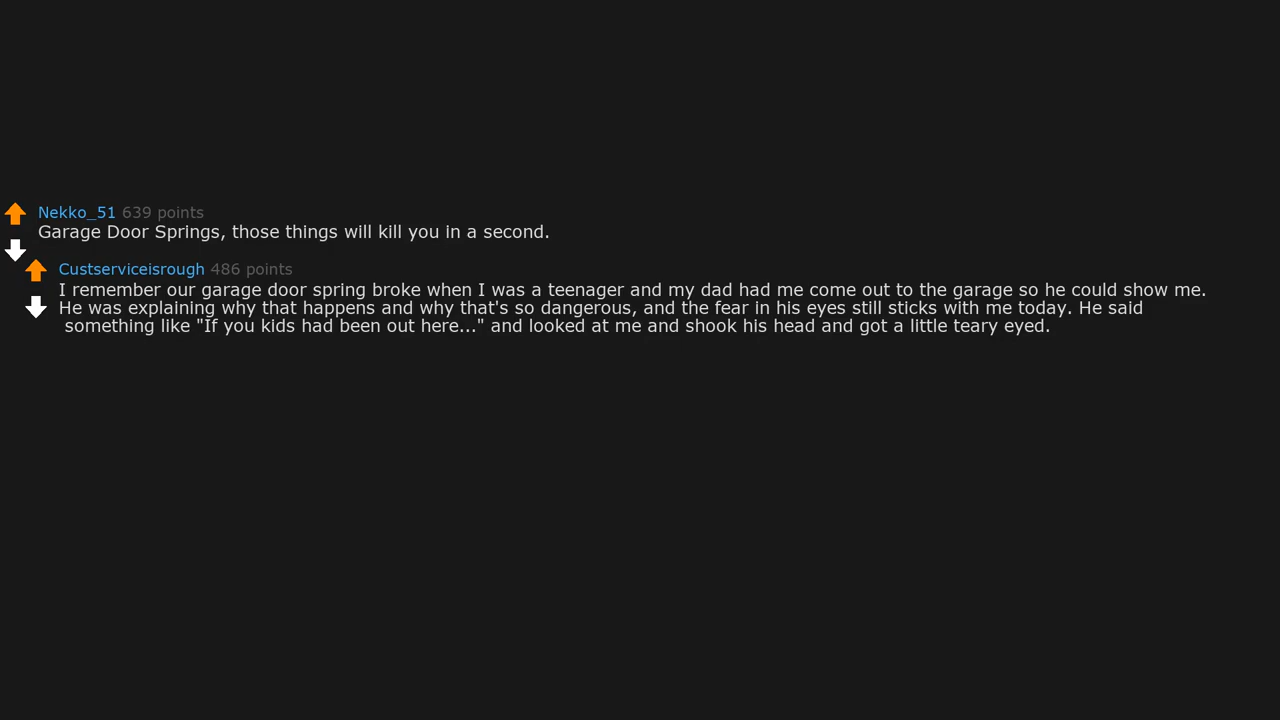 Nekko_51 639 points
Garage Door Springs, those things will kill you in a second.
Custserviceisrough 486 points
I remember our garage door spring broke when I was a teenager and my dad had me come out to the garage so he could show me.
He was explaining why that happens and why that's so dangerous, and the fear in his eyes still sticks with me today. He said
something like "If you kids had been out here..." and looked at me and shook his head and got a little teary eyed.